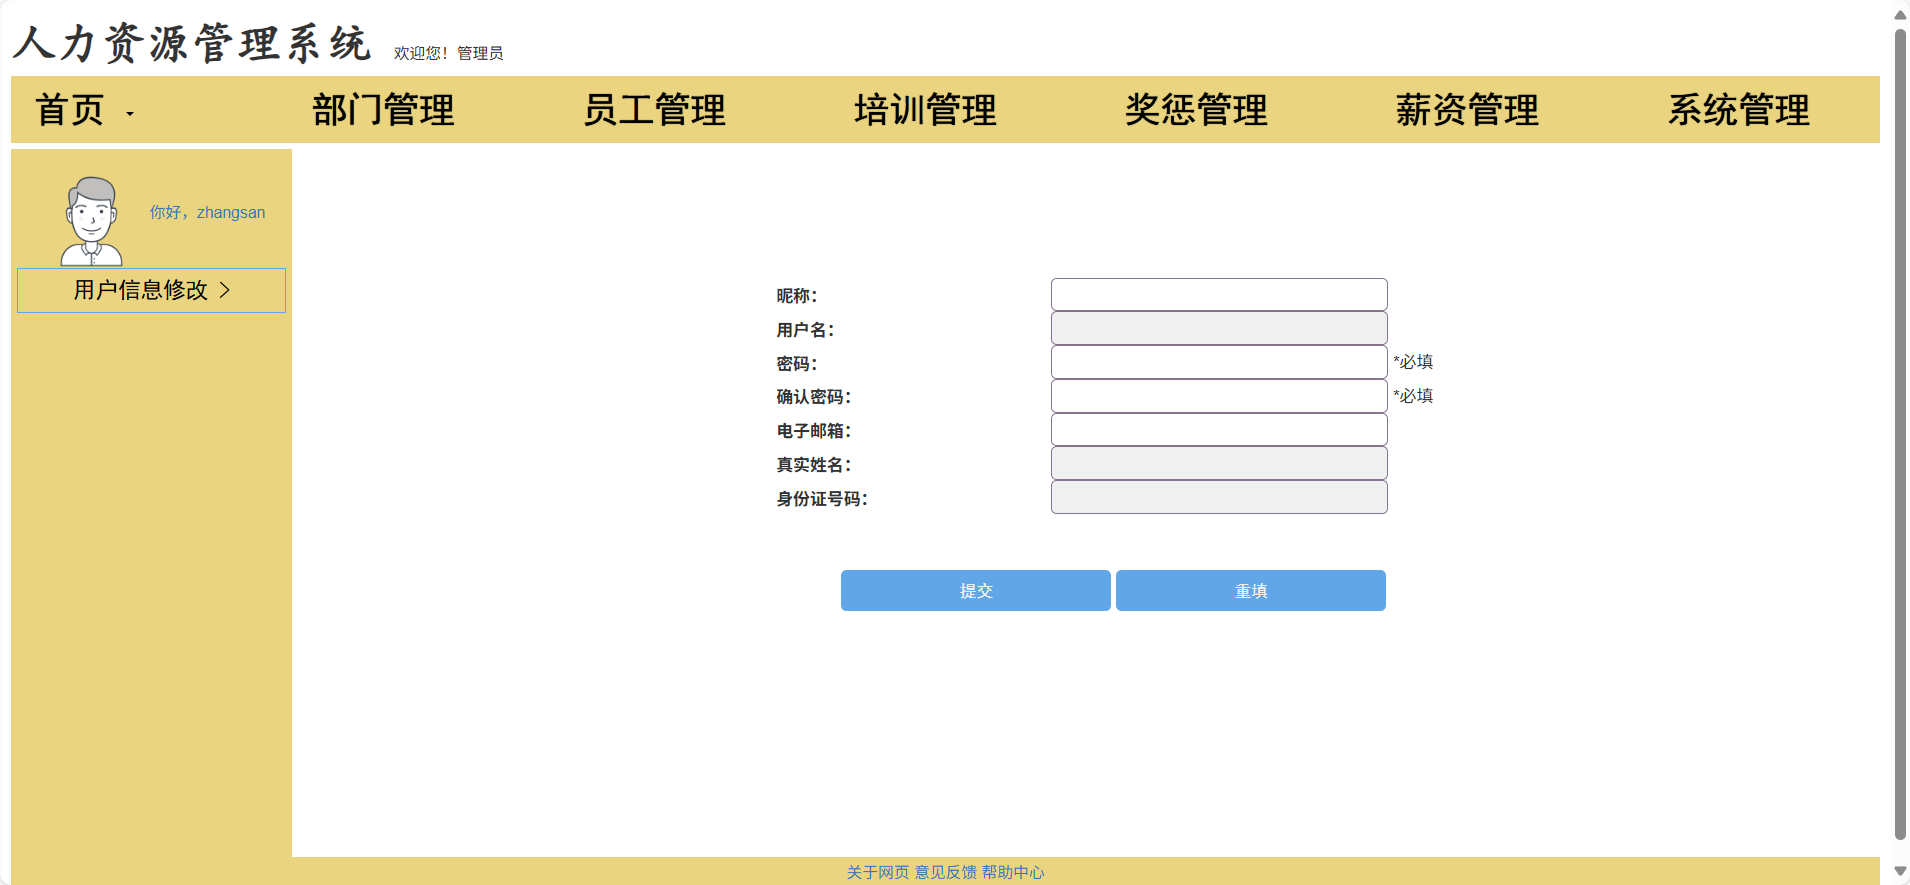 人力资源管理系统 欢迎您！管理员
首页 部门管理 员工管理 培训管理 奖惩管理 薪资管理 系统管理
你好，zhangsan
用户信息修改 >
昵称：
用户名：
密码： *必填
确认密码： *必填
电子邮箱：
真实姓名：
身份证号码：
提交 重填
关于网页 意见反馈 帮助中心